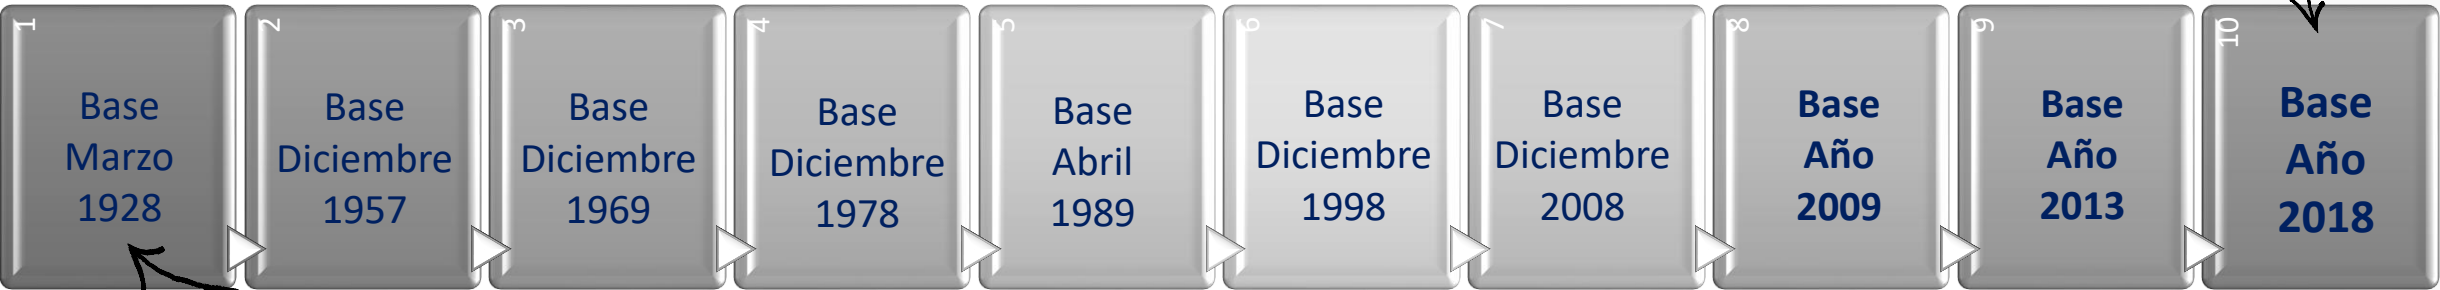 1
Base
Marzo
1928
2
Base
Diciembre
1957
3
Base
Diciembre
1969
4
Base
Diciembre
1978
5
Base
Abril
1989
6
Base
Diciembre
1998
7
Base
Diciembre
2008
8
Base
Año
2009
9
Base
Año
2013
10
Base
Año
2018